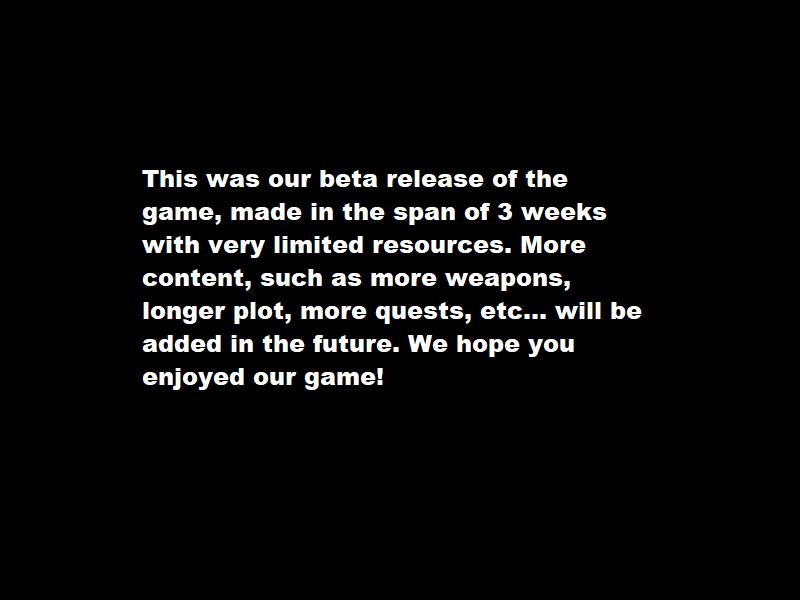 This was our beta release of the
game, made in the span of 3 weeks
with very limited resources. More
content, such as more weapons,
longer plot, more quests, etc... will be
added in the future. We hope you
enjoyed our game!